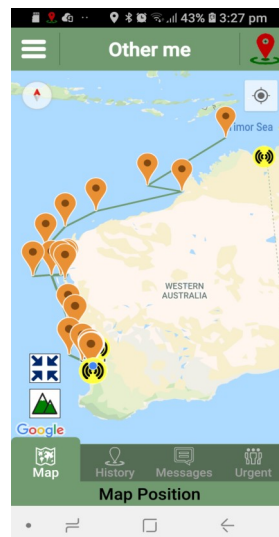 43% 3:27 pm
Other me
Timor Sea
WESTERN
AUSTRALIA
Google
Map
History
Messages
Urgent
Map Position